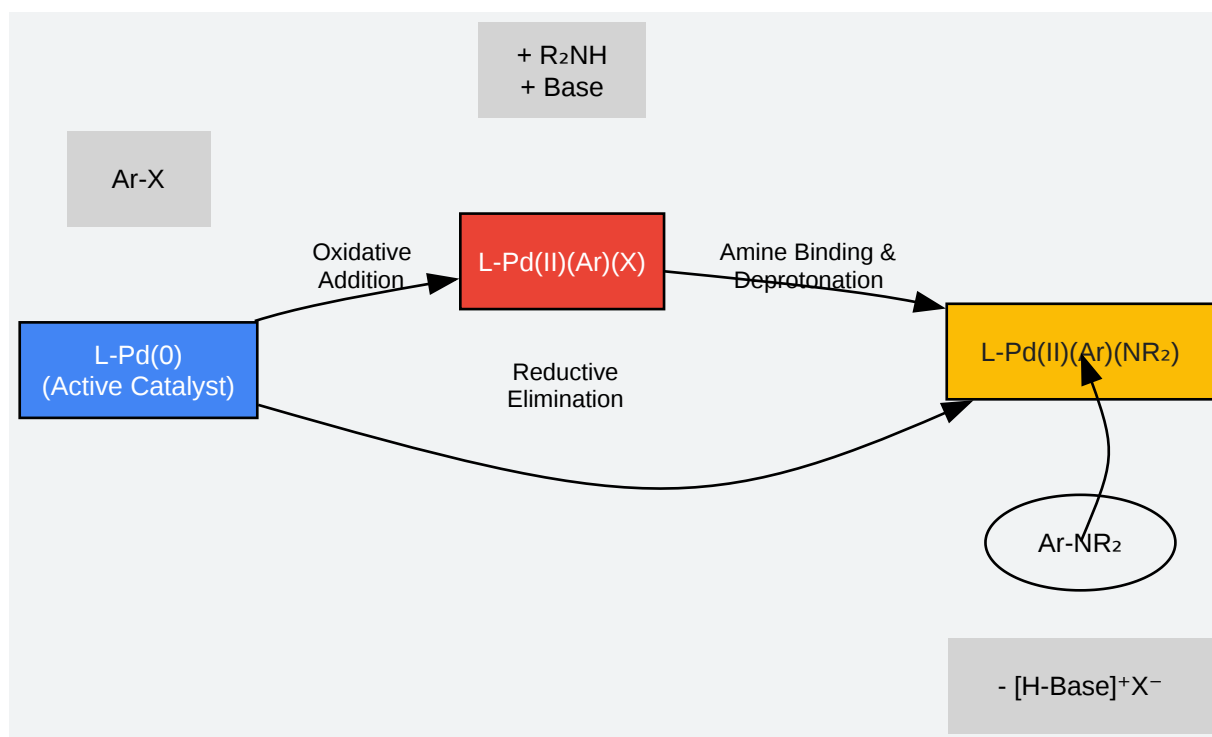 + R₂NH
+ Base
Ar-X
Oxidative
Addition
L-Pd(II)(Ar)(X)
Amine Binding &
Deprotonation
L-Pd(0)
(Active Catalyst)
L-Pd(II)(Ar)(NR₂)
Reductive
Elimination
Ar-NR₂
- [H-Base]⁺X⁻